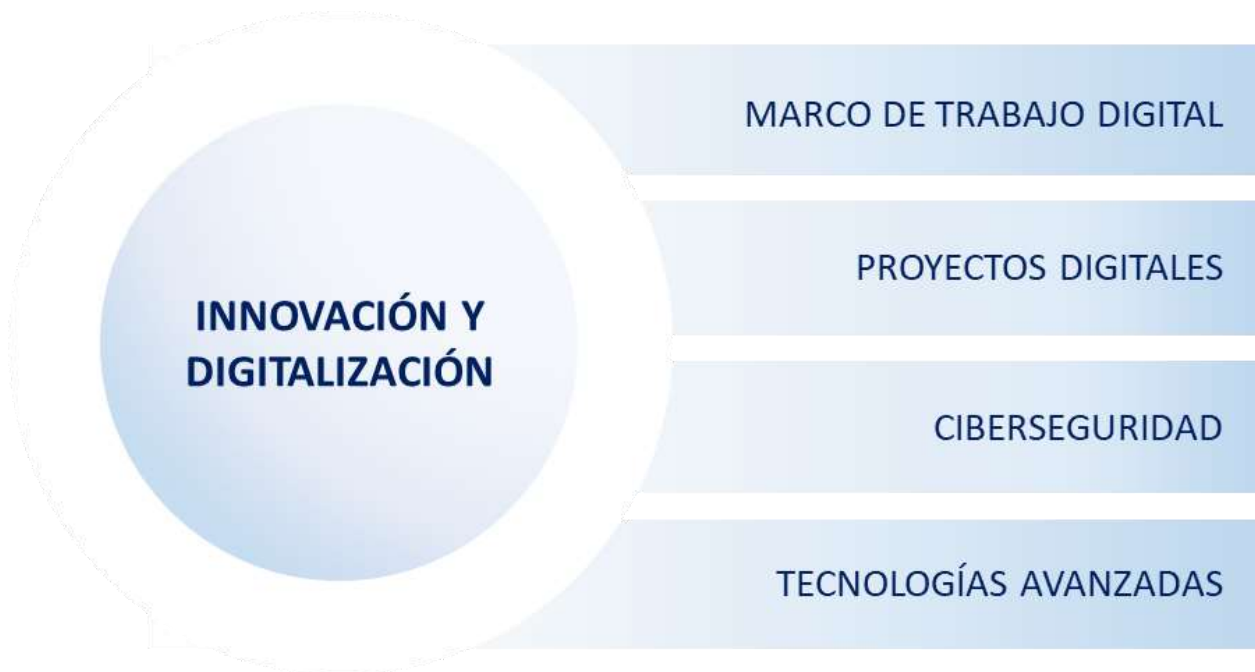 INNOVACIÓN Y
DIGITALIZACIÓN
MARCO DE TRABAJO DIGITAL
PROYECTOS DIGITALES
CIBERSEGURIDAD
TECNOLOGÍAS AVANZADAS